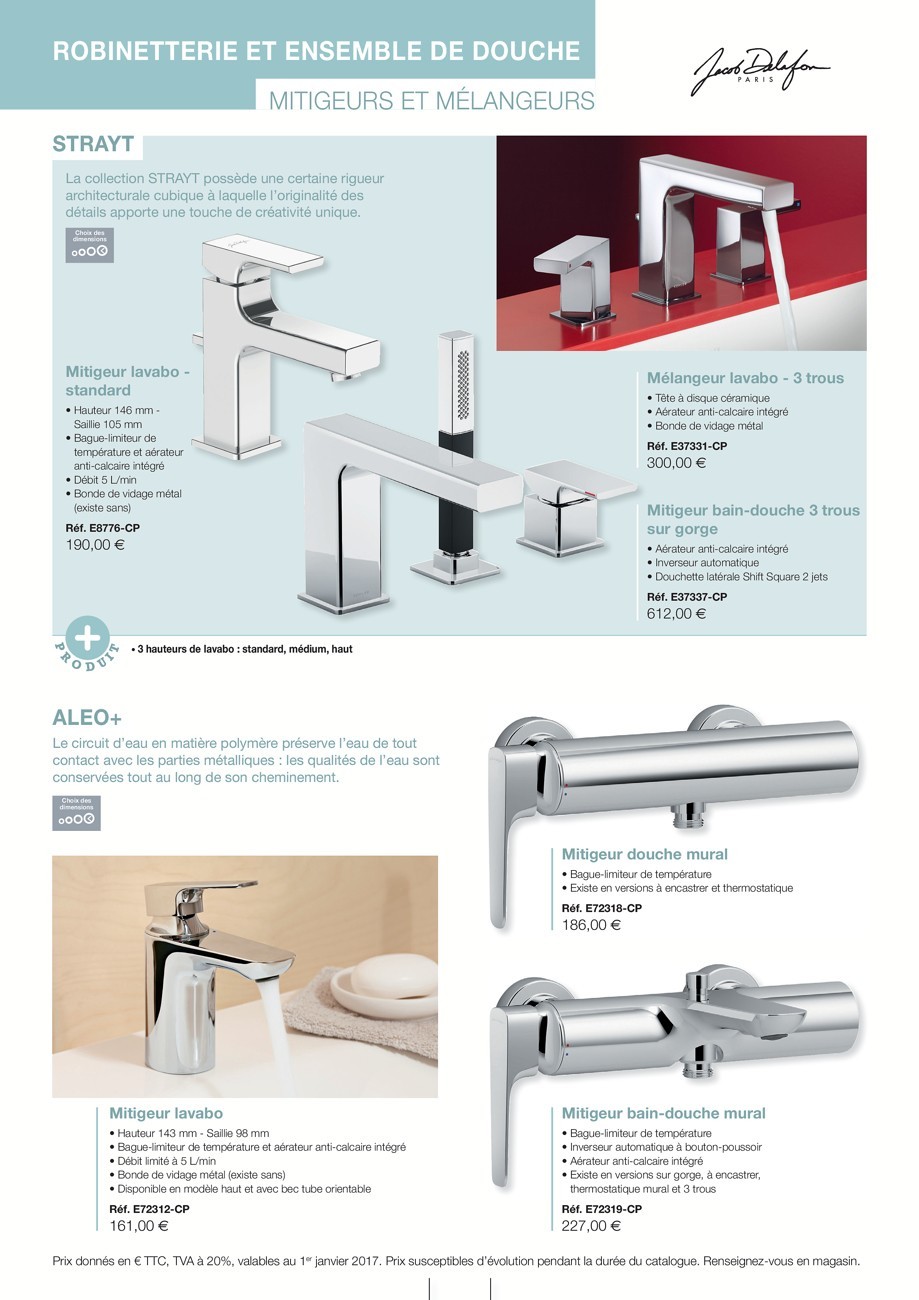 ROBINETTERIE ET ENSEMBLE DE DOUCHE
MITIGEURS ET MÉLANGEURS
Jacob Delafon
PARIS
STRAYT
La collection STRAYT possède une certaine rigueur
architecturale cubique à laquelle l'originalité des
détails apporte une touche de créativité unique.
Choix des
dimensions
Mitigeur lavabo -
standard
• Hauteur 146 mm -
Saillie 105 mm
• Bague-limiteur de
température et aérateur
anti-calcaire intégré
• Débit 5 L/min
• Bonde de vidage métal
(existe sans)
Réf. E8776-CP
190,00 €
Mélangeur lavabo - 3 trous
• Tête à disque céramique
• Aérateur anti-calcaire intégré
• Bonde de vidage métal
Réf. E37331-CP
300,00 €
Mitigeur bain-douche 3 trous
sur gorge
• Aérateur anti-calcaire intégré
• Inverseur automatique
• Douchette latérale Shift Square 2 jets
Réf. E37337-CP
612,00 €
PRODUIT
• 3 hauteurs de lavabo : standard, médium, haut
ALEO+
Le circuit d'eau en matière polymère préserve l'eau de tout
contact avec les parties métalliques : les qualités de l'eau sont
conservées tout au long de son cheminement.
Choix des
dimensions
Mitigeur douche mural
• Bague-limiteur de température
• Existe en versions à encastrer et thermostatique
Réf. E72318-CP
186,00 €
Mitigeur lavabo
• Hauteur 143 mm - Saillie 98 mm
• Bague-limiteur de température et aérateur anti-calcaire intégré
• Débit limité à 5 L/min
• Bonde de vidage métal (existe sans)
• Disponible en modèle haut et avec bec tube orientable
Réf. E72312-CP
161,00 €
Mitigeur bain-douche mural
• Bague-limiteur de température
• Inverseur automatique à bouton-poussoir
• Aérateur anti-calcaire intégré
• Existe en versions sur gorge, à encastrer,
thermostatique mural et 3 trous
Réf. E72319-CP
227,00 €
Prix donnés en € TTC, TVA à 20%, valables au 1er janvier 2017. Prix susceptibles d'évolution pendant la durée du catalogue. Renseignez-vous en magasin.